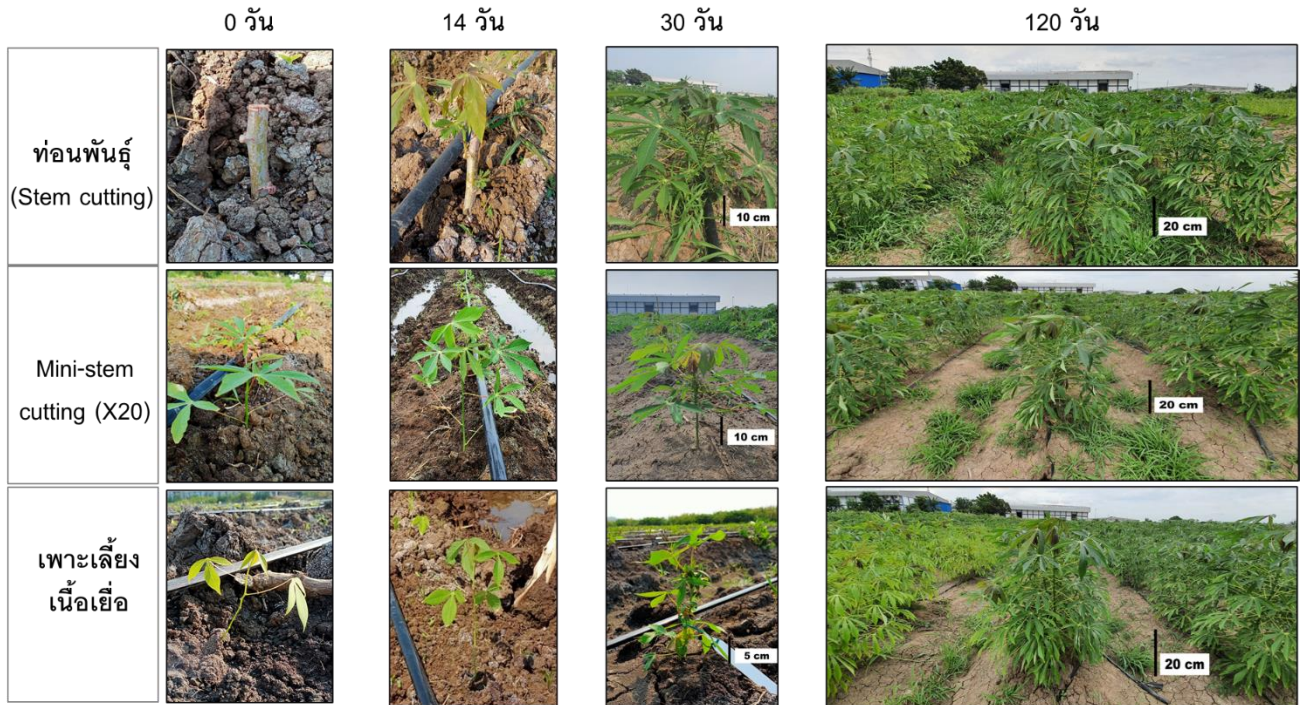 0 วัน
14 วัน
30 วัน
120 วัน
ท่อนพันธุ์
(Stem cutting)
10 cm
20 cm
Mini-stem
cutting (X20)
10 cm
20 cm
เพาะเลี้ยง
เนื้อเยื่อ
5 cm
20 cm